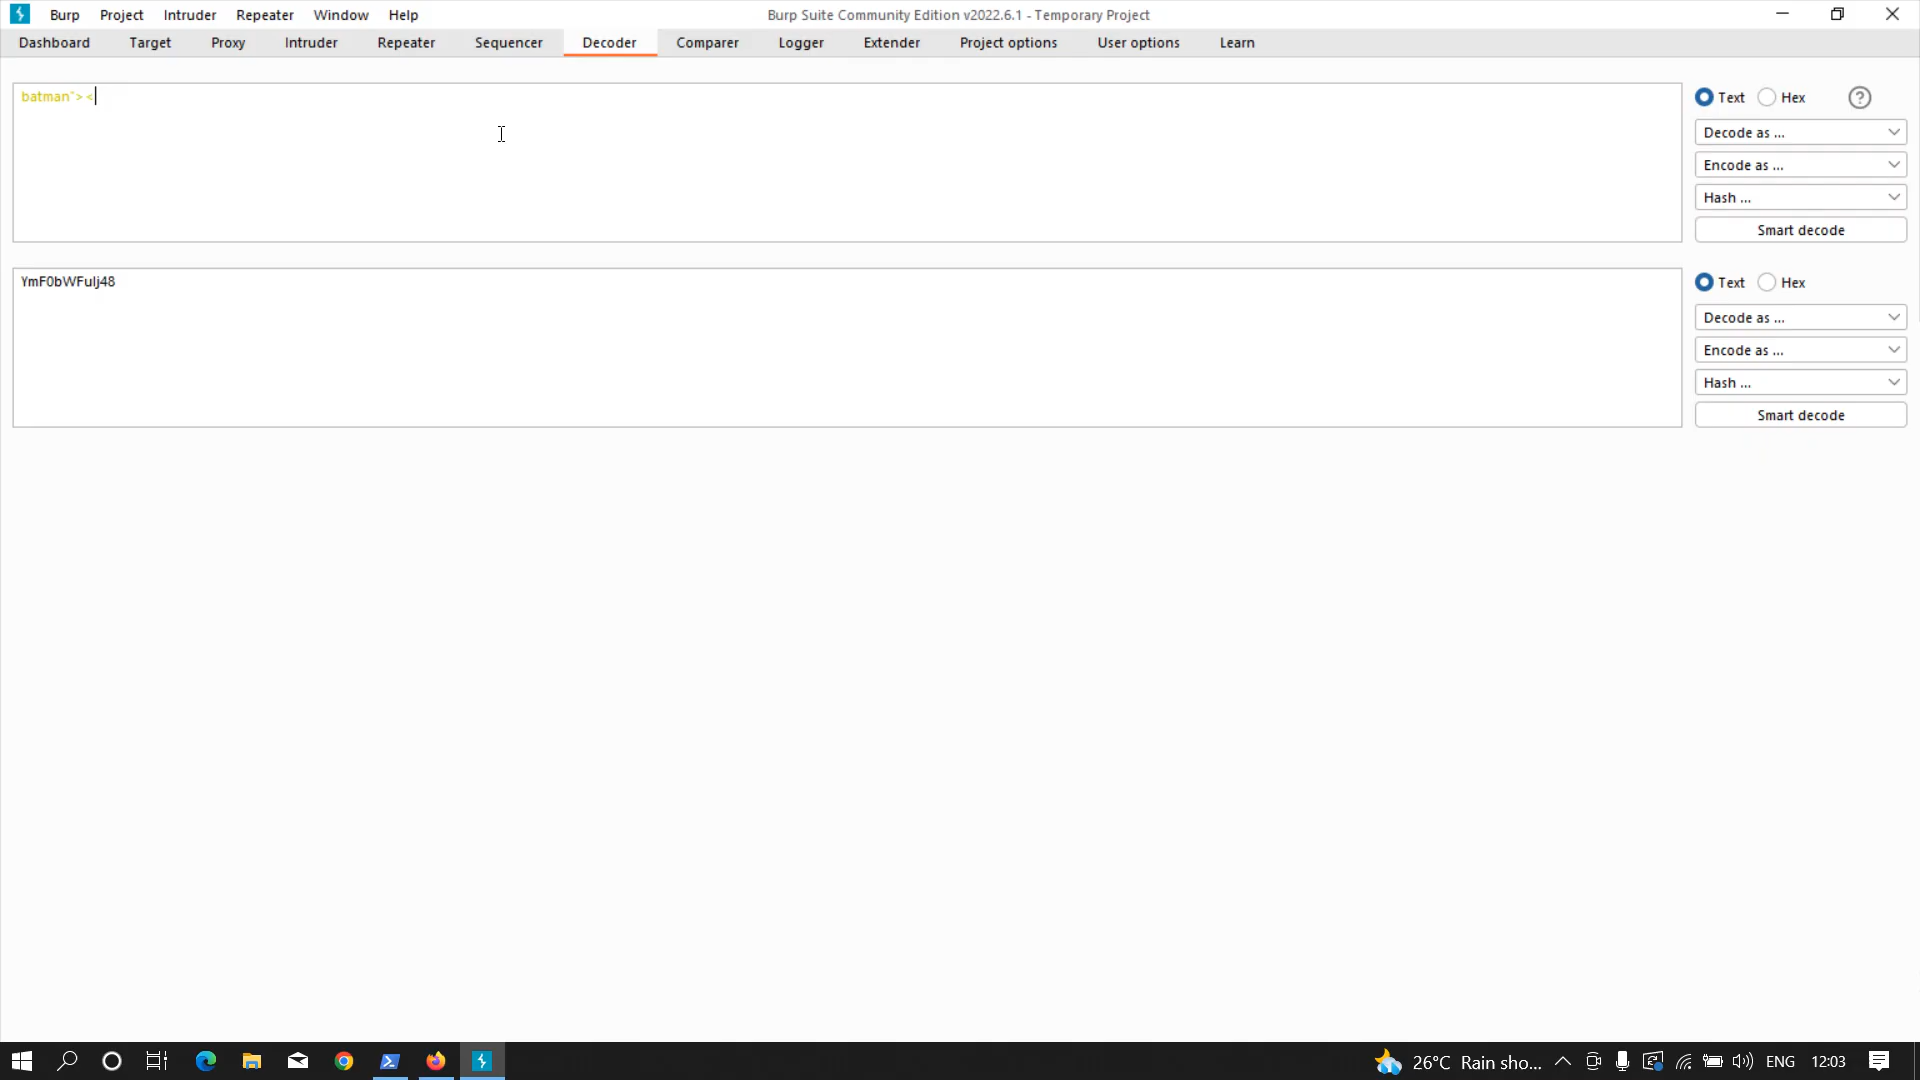 Burp Project Intruder Repeater Window Help Burp Suite Community Edition v2022.6.1 - Temporary Project
Dashboard Target Proxy Intruder Repeater Sequencer Decoder Comparer Logger Extender Project options User options Learn
batman"><
Text Hex ?
Decode as ...
Encode as ...
Hash ...
Smart decode
YmF0bWFuIj48
Text Hex
Decode as ...
Encode as ...
Hash ...
Smart decode
26°C Rain sho... ENG 12:03